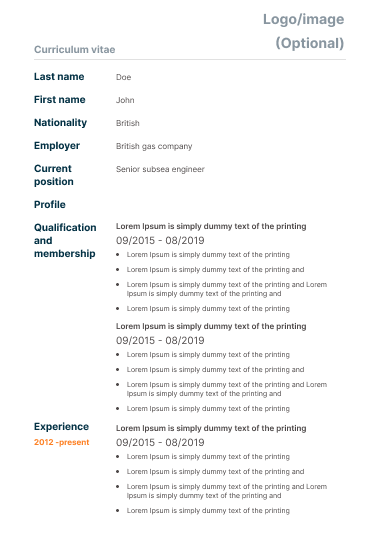 Logo/image
(Optional)
Curriculum vitae
Last name Doe
First name John
Nationality British
Employer British gas company
Current position Senior subsea engineer
Profile
Qualification and membership
Lorem Ipsum is simply dummy text of the printing
09/2015 - 08/2019
• Lorem Ipsum is simply dummy text of the printing
• Lorem Ipsum is simply dummy text of the printing and
• Lorem Ipsum is simply dummy text of the printing and Lorem
Ipsum is simply dummy text of the printing and
• Lorem Ipsum is simply dummy text of the printing
Lorem Ipsum is simply dummy text of the printing
09/2015 - 08/2019
• Lorem Ipsum is simply dummy text of the printing
• Lorem Ipsum is simply dummy text of the printing and
• Lorem Ipsum is simply dummy text of the printing and Lorem
Ipsum is simply dummy text of the printing and
• Lorem Ipsum is simply dummy text of the printing
Experience
2012 -present
Lorem Ipsum is simply dummy text of the printing
09/2015 - 08/2019
• Lorem Ipsum is simply dummy text of the printing
• Lorem Ipsum is simply dummy text of the printing and
• Lorem Ipsum is simply dummy text of the printing and Lorem
Ipsum is simply dummy text of the printing and
• Lorem Ipsum is simply dummy text of the printing